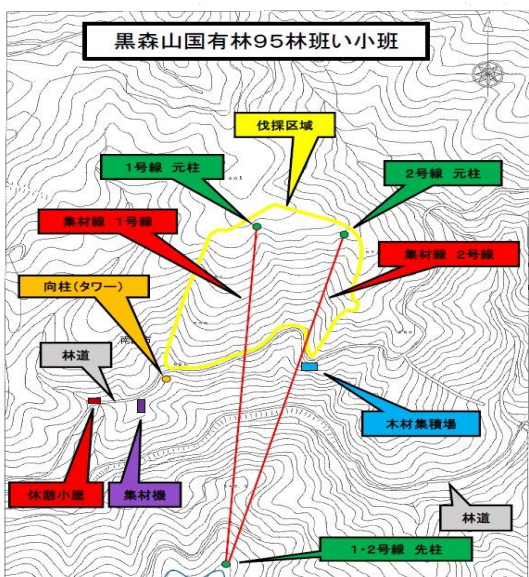 黒森山国有林95林班い小班
伐採区域
1号線 元柱
2号線 元柱
集材線 1号線
集材線 2号線
向柱(タワー)
林道
木材集積場
休憩小屋
集材機
林道
1・2号線 先柱